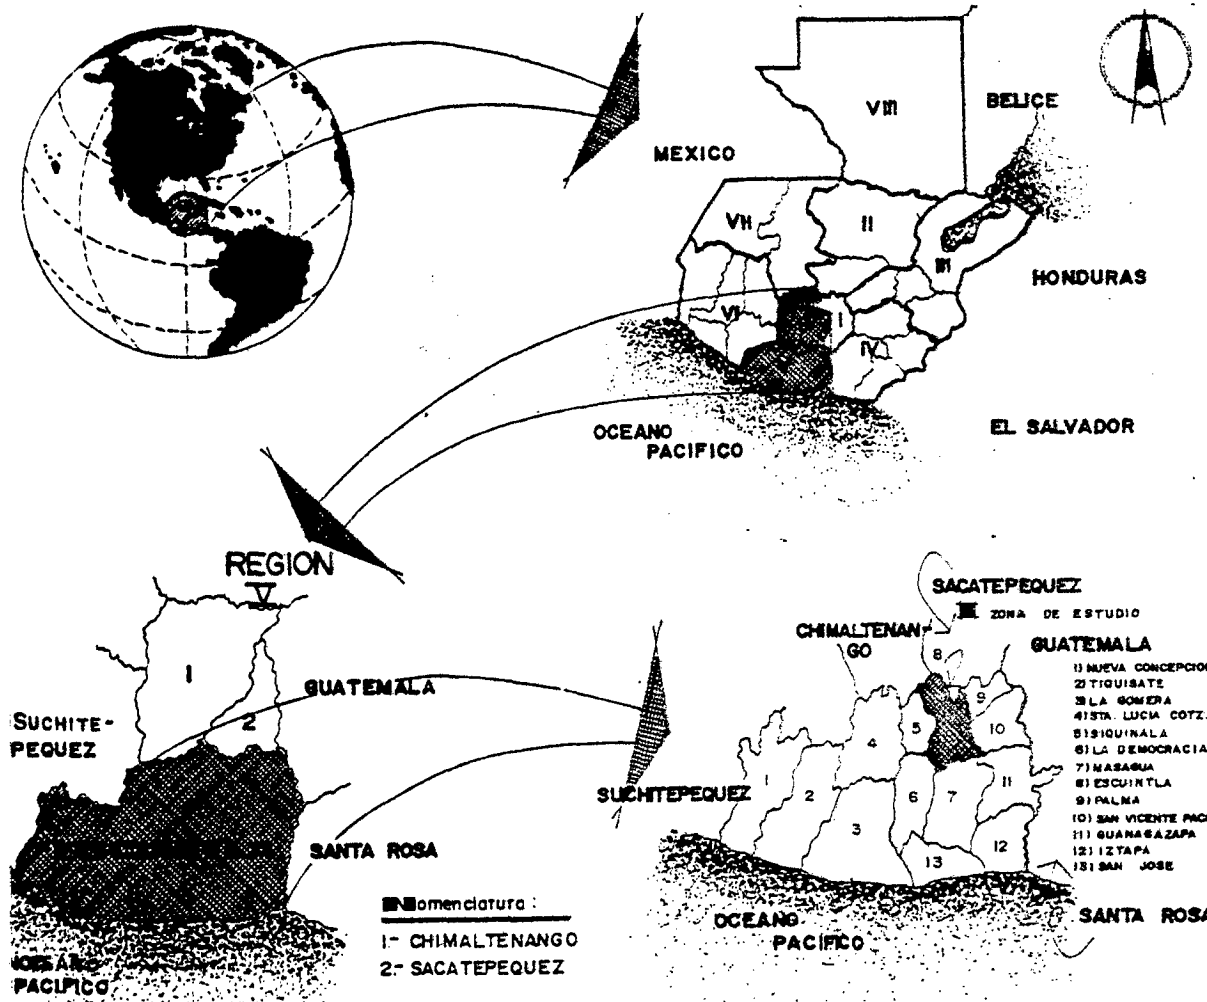 VIII
BELICE
MEXICO
VII
II
III
HONDURAS
VI
I
IV
OCEANO
PACIFICO
EL SALVADOR
REGION
1
GUATEMALA
2
SUCHITE-
PEQUEZ
SANTA ROSA
Nomenclatura :
1.- CHIMALTENANGO
2.- SACATEPEQUEZ
OCEANO
PACIFICO
SACATEPEQUEZ
ZONA DE ESTUDIO
CHIMALTENAN-
GO
GUATEMALA
8
9
10
5
4
1
2
11
6
7
3
12
13
SUCHITEPEQUEZ
1) NUEVA CONCEPCION
2) TIQUISATE
3) LA GOMERA
4) STA. LUCIA COTZ.
5) SIQUINALA
6) LA DEMOCRACIA
7) MASAGUA
8) ESCUINTLA
9) PALMA
10) SAN VICENTE PAC
11) GUANAGAZAPA
12) IZTAPA
13) SAN JOSE
OCEANO
PACIFICO
SANTA ROSA